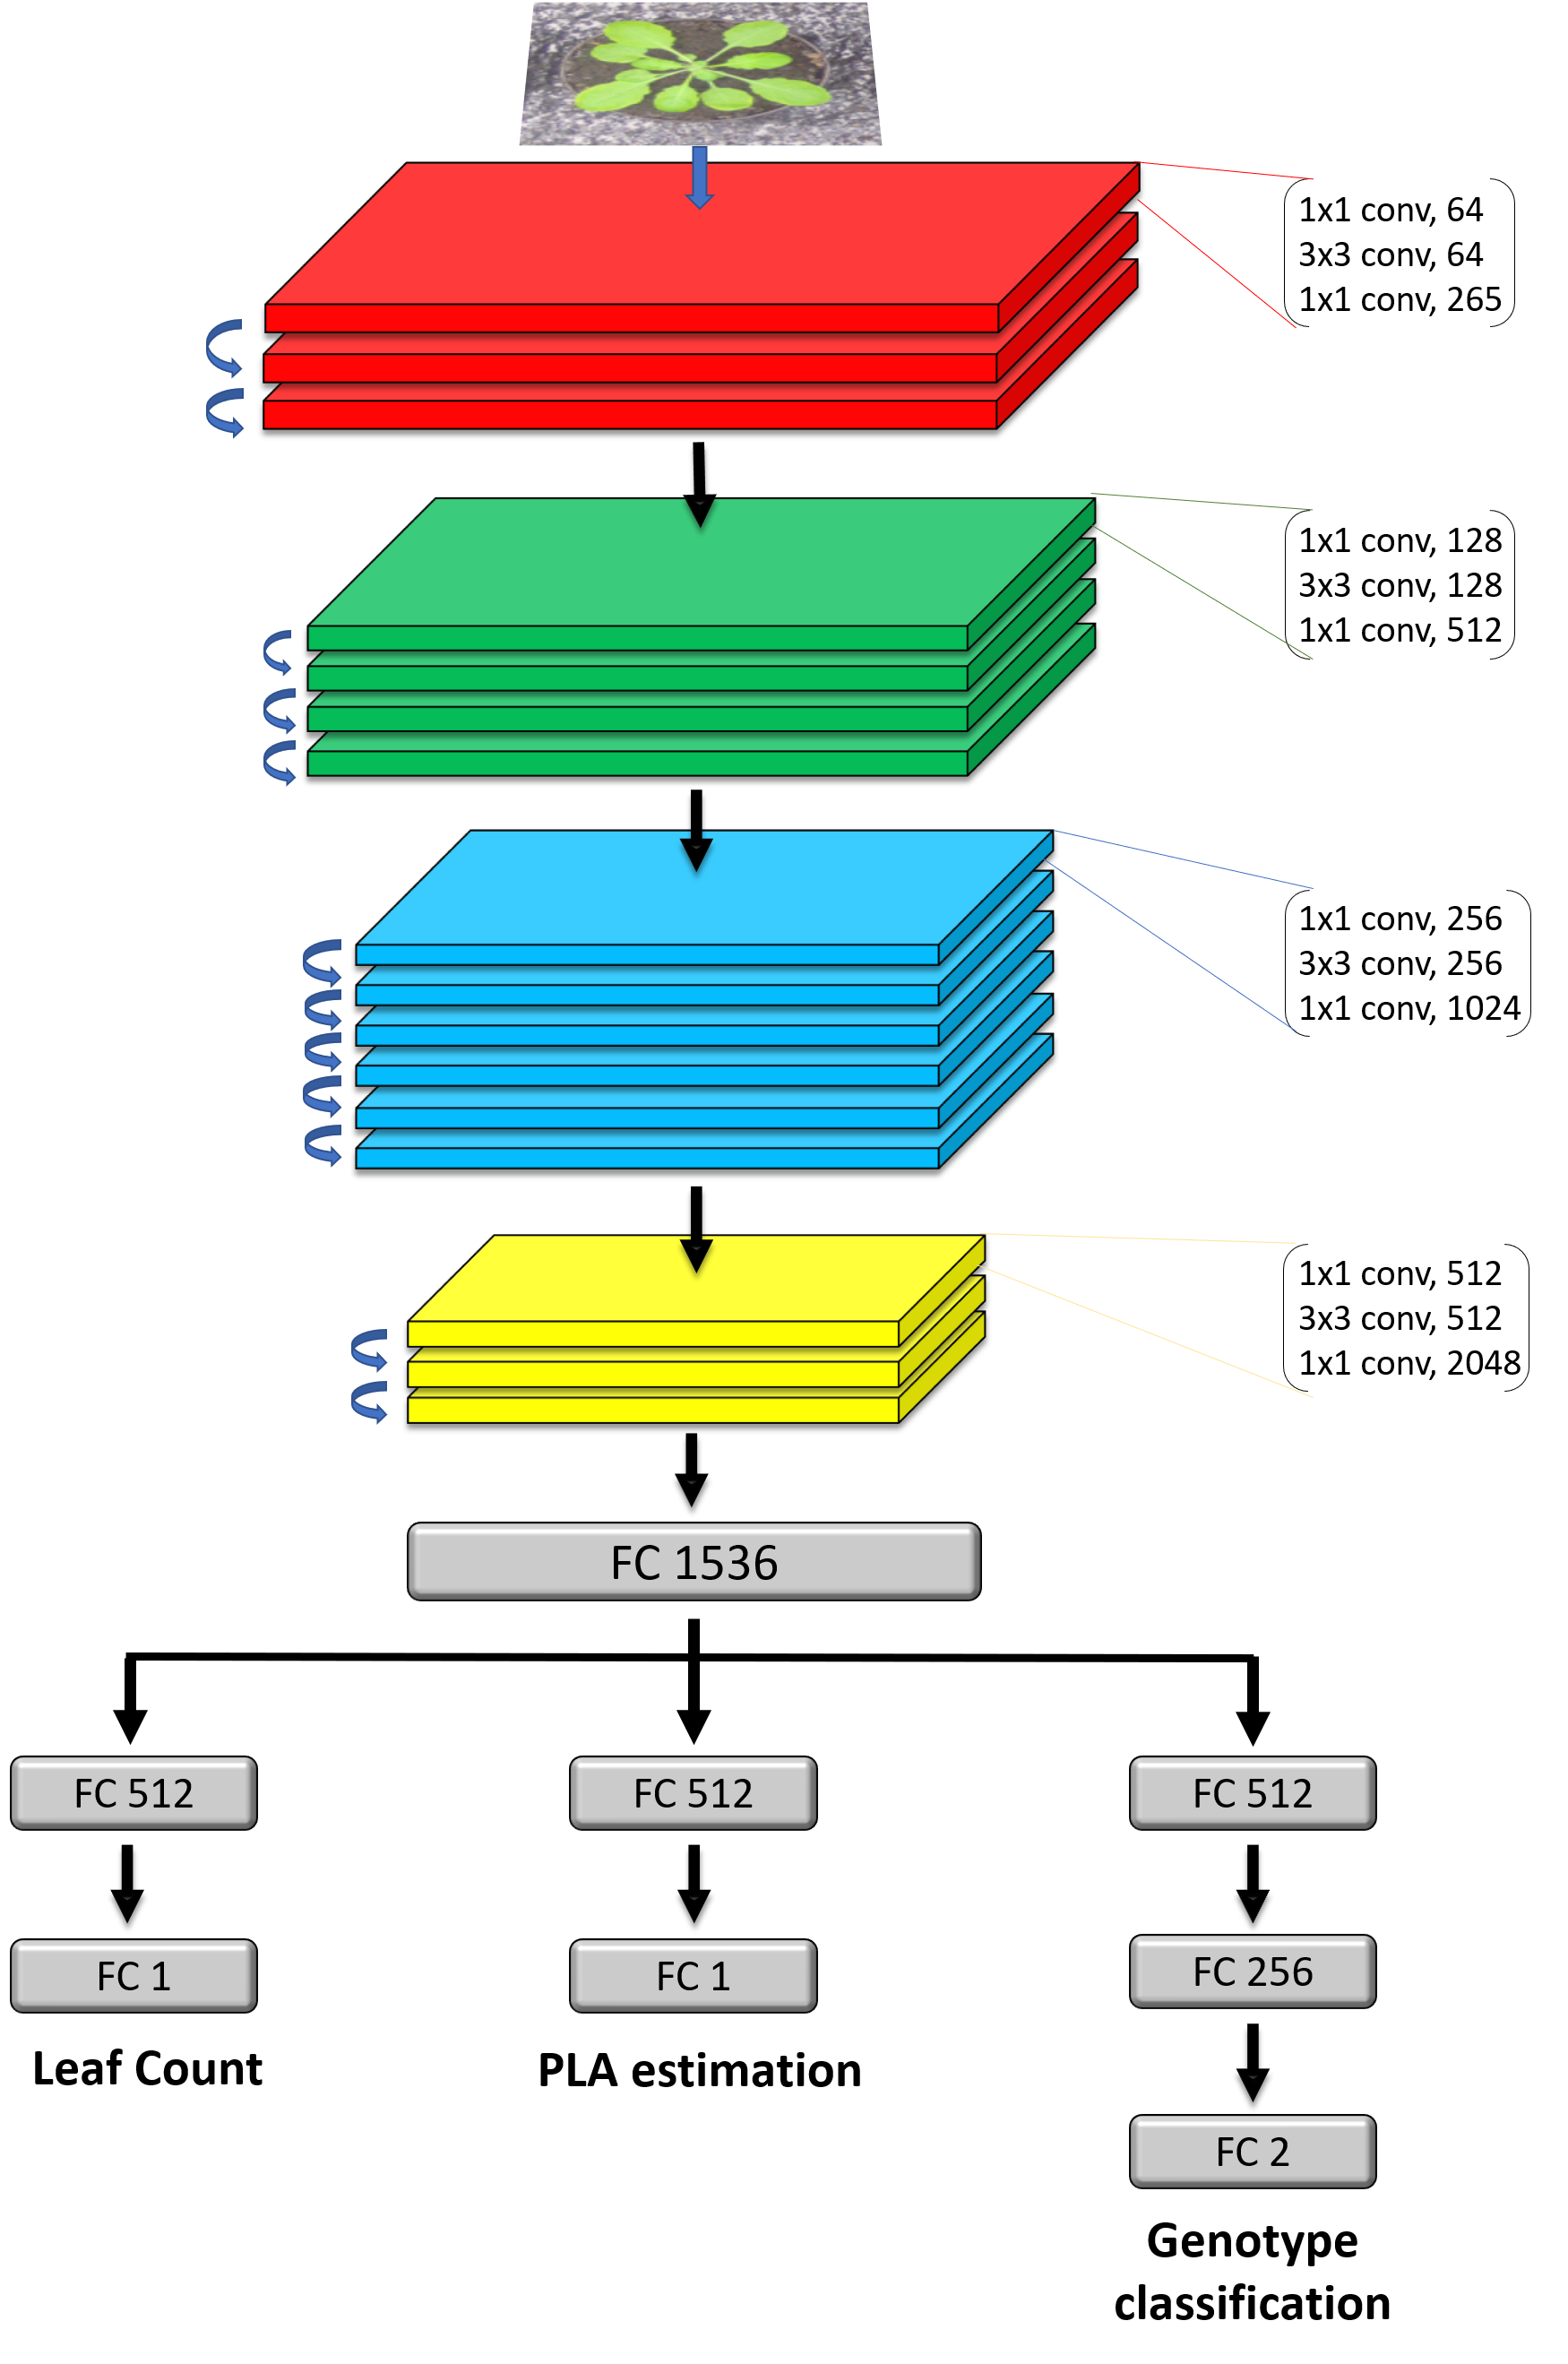 1x1 conv, 64
3x3 conv, 64
1x1 conv, 265
1x1 conv, 128
3x3 conv, 128
1x1 conv, 512
1x1 conv, 256
3x3 conv, 256
1x1 conv, 1024
1x1 conv, 512
3x3 conv, 512
1x1 conv, 2048
FC 1536
FC 512
FC 512
FC 512
FC 1
FC 1
FC 256
Leaf Count
PLA estimation
FC 2
Genotype
classification